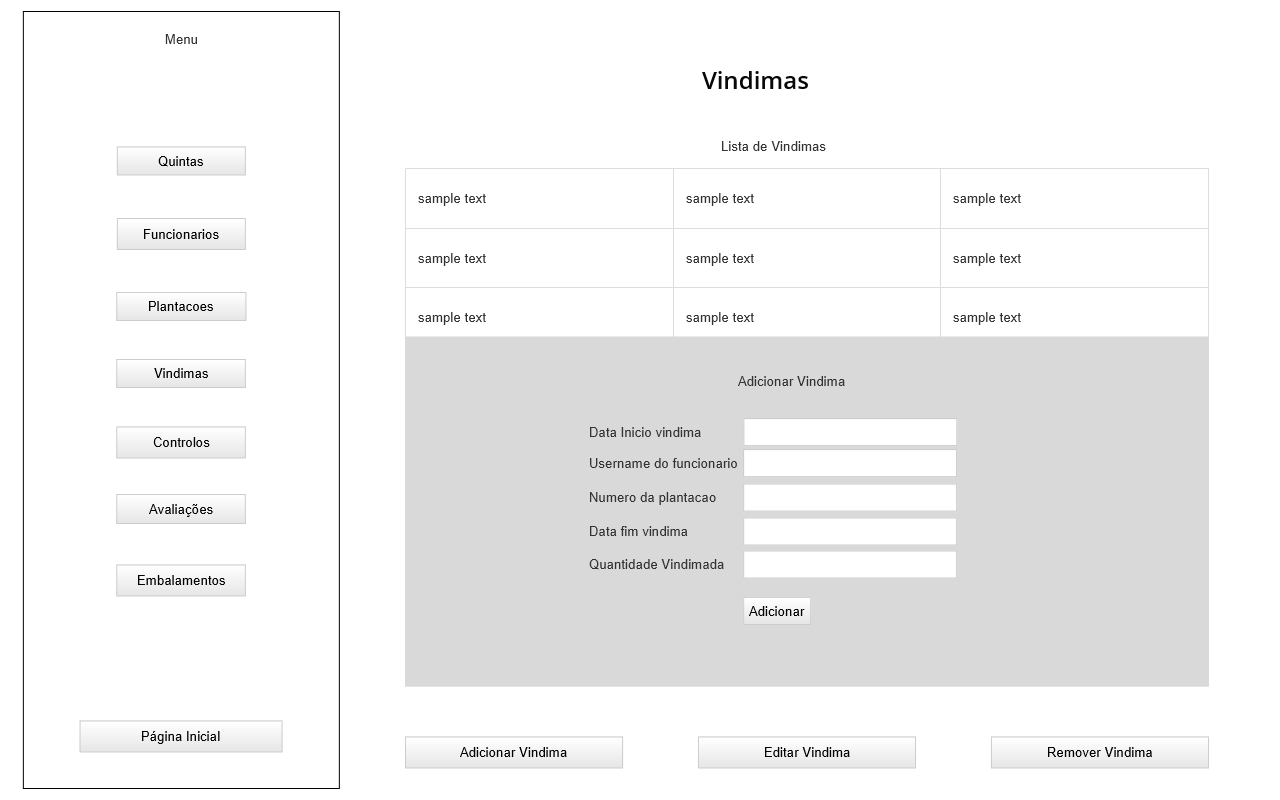 Menu
Quintas
Funcionarios
Plantacoes
Vindimas
Controlos
Avaliações
Embalamentos
Página Inicial
Vindimas
Lista de Vindimas
sample text sample text sample text
sample text sample text sample text
sample text sample text sample text
Adicionar Vindima
Data Inicio vindima
Username do funcionario
Numero da plantacao
Data fim vindima
Quantidade Vindimada
Adicionar
Adicionar Vindima Editar Vindima Remover Vindima